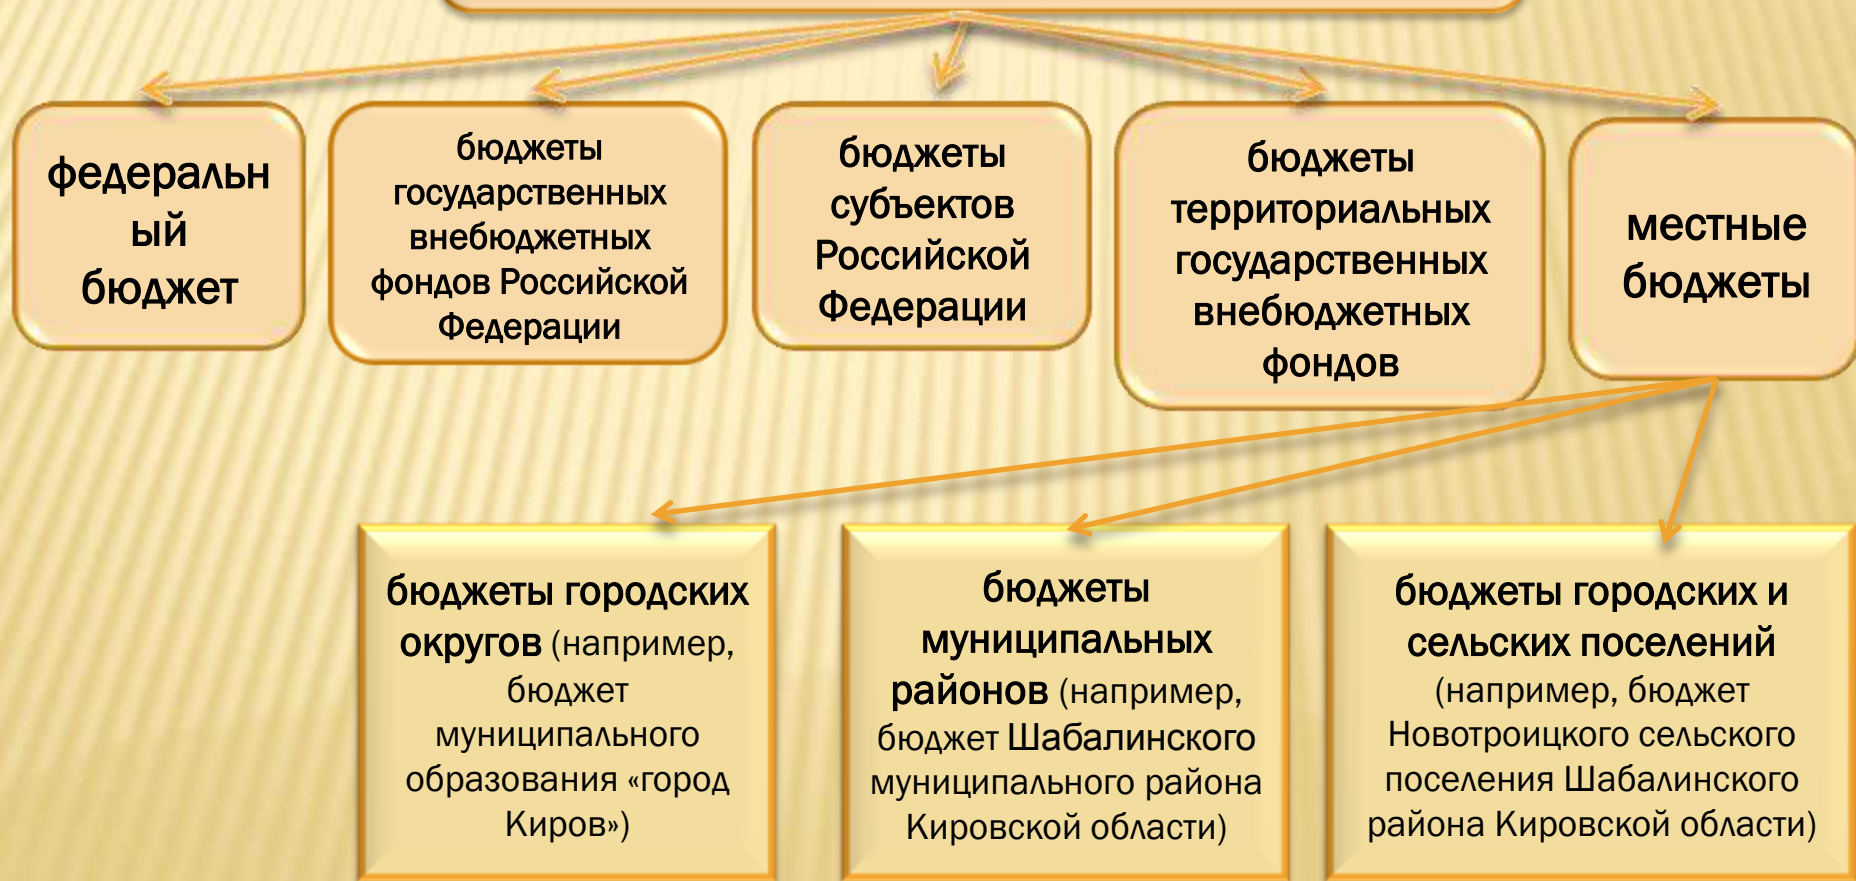 федеральн
ый
бюджет
бюджеты
государственных
внебюджетных
фондов Российской
Федерации
бюджеты
субъектов
Российской
Федерации
бюджеты
территориальных
государственных
внебюджетных
фондов
местные
бюджеты
бюджеты городских
округов (например,
бюджет
муниципального
образования «город
Киров»)
бюджеты
муниципальных
районов (например,
бюджет Шабалинского
муниципального района
Кировской области)
бюджеты городских и
сельских поселений
(например, бюджет
Новотроицкого сельского
поселения Шабалинского
района Кировской области)